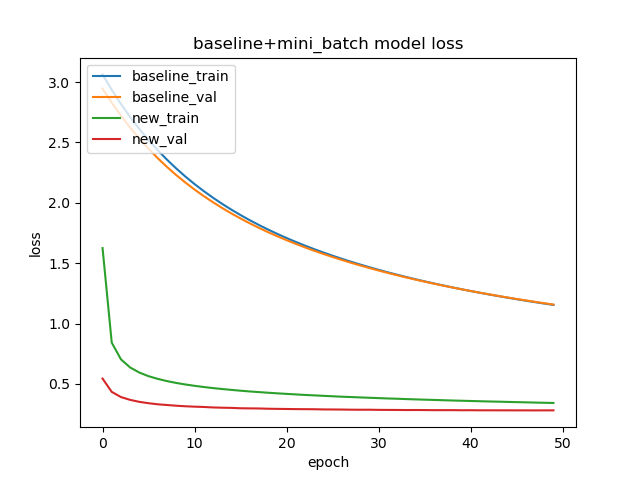 baseline+mini_batch model loss
baseline_train
baseline_val
new_train
new_val
3.0
2.5
2.0
1.5
1.0
0.5
loss
0 10 20 30 40 50
epoch